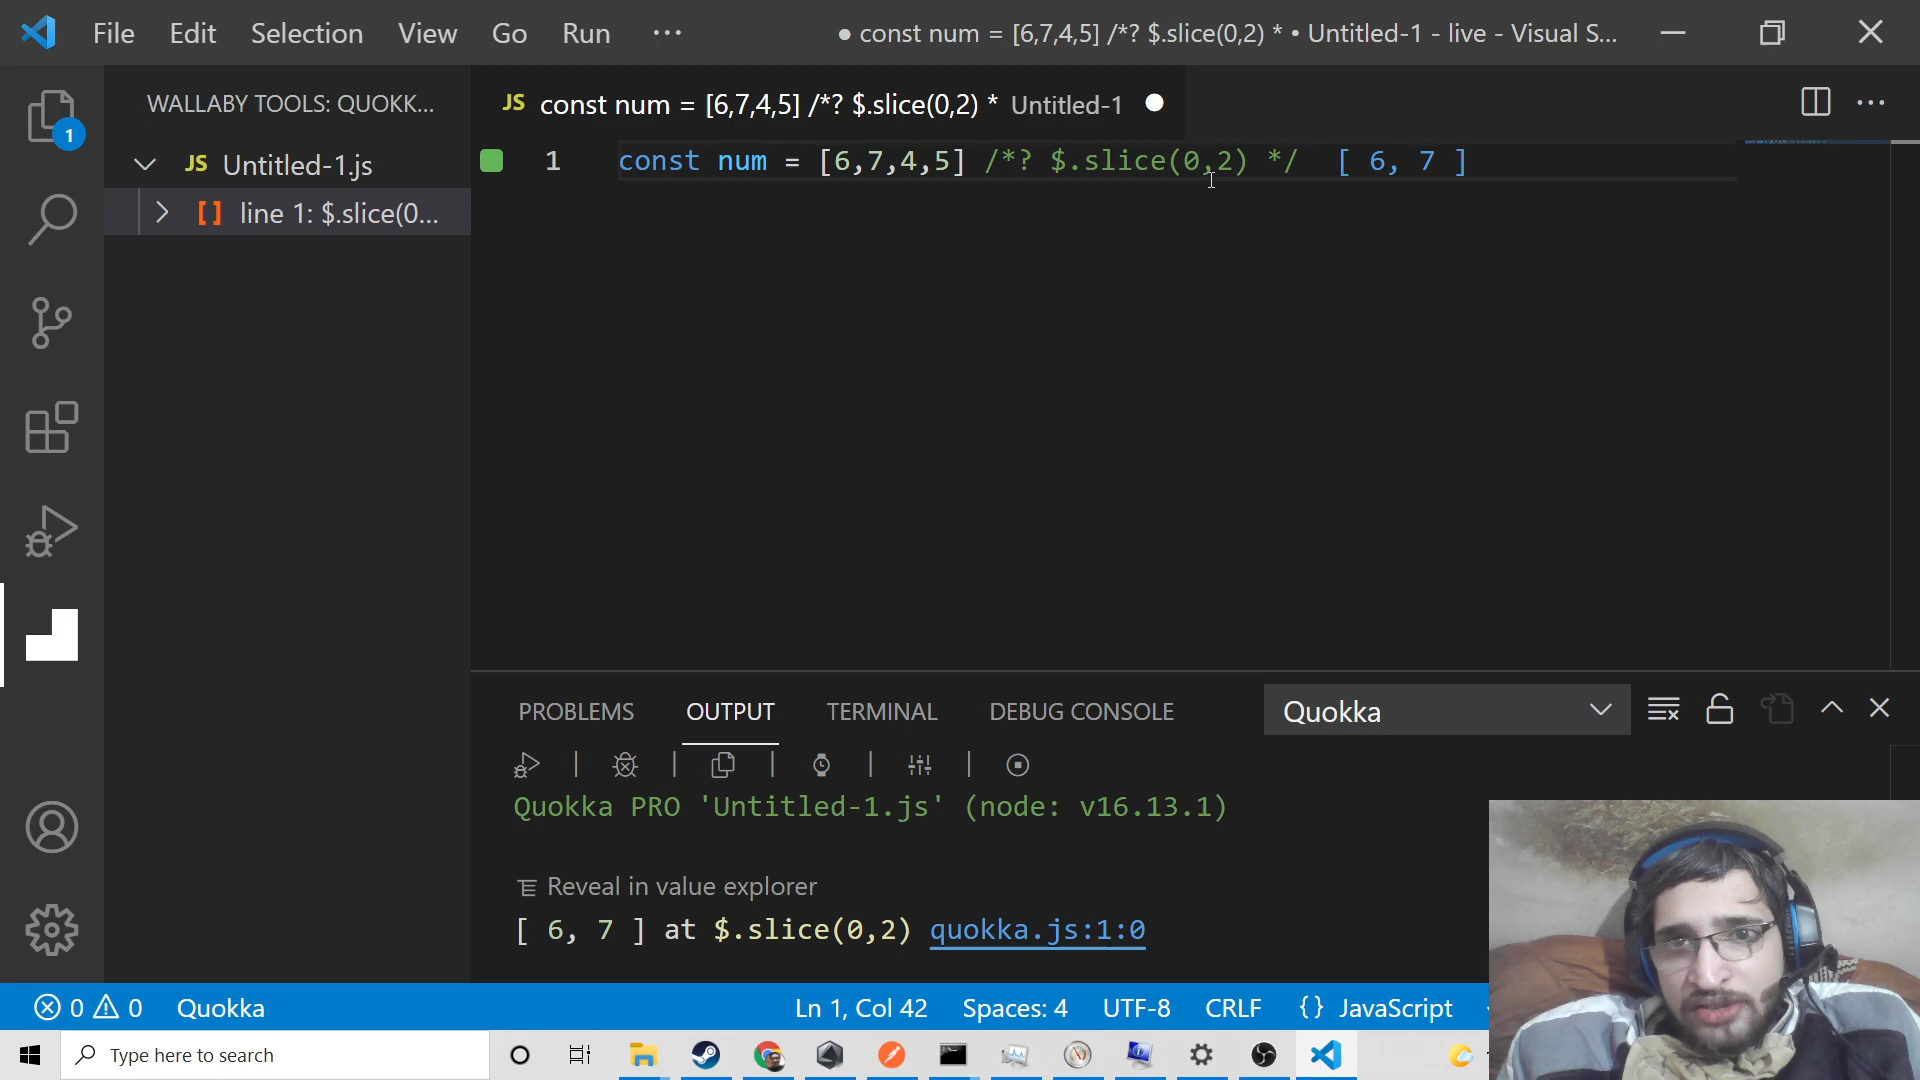 File Edit Selection View Go Run ···
● const num = [6,7,4,5] /*? $.slice(0,2) * • Untitled-1 - live - Visual S...
WALLABY TOOLS: QUOKK...
JS const num = [6,7,4,5] /*? $.slice(0,2) * Untitled-1
1
JS Untitled-1.js
[] line 1: $.slice(0...
1 const num = [6,7,4,5] /*? $.slice(0,2) */ [ 6, 7 ]
PROBLEMS OUTPUT TERMINAL DEBUG CONSOLE
Quokka
Quokka PRO 'Untitled-1.js' (node: v16.13.1)
Reveal in value explorer
[ 6, 7 ] at $.slice(0,2) quokka.js:1:0
0 0 Quokka
Ln 1, Col 42 Spaces: 4 UTF-8 CRLF {} JavaScript
Type here to search